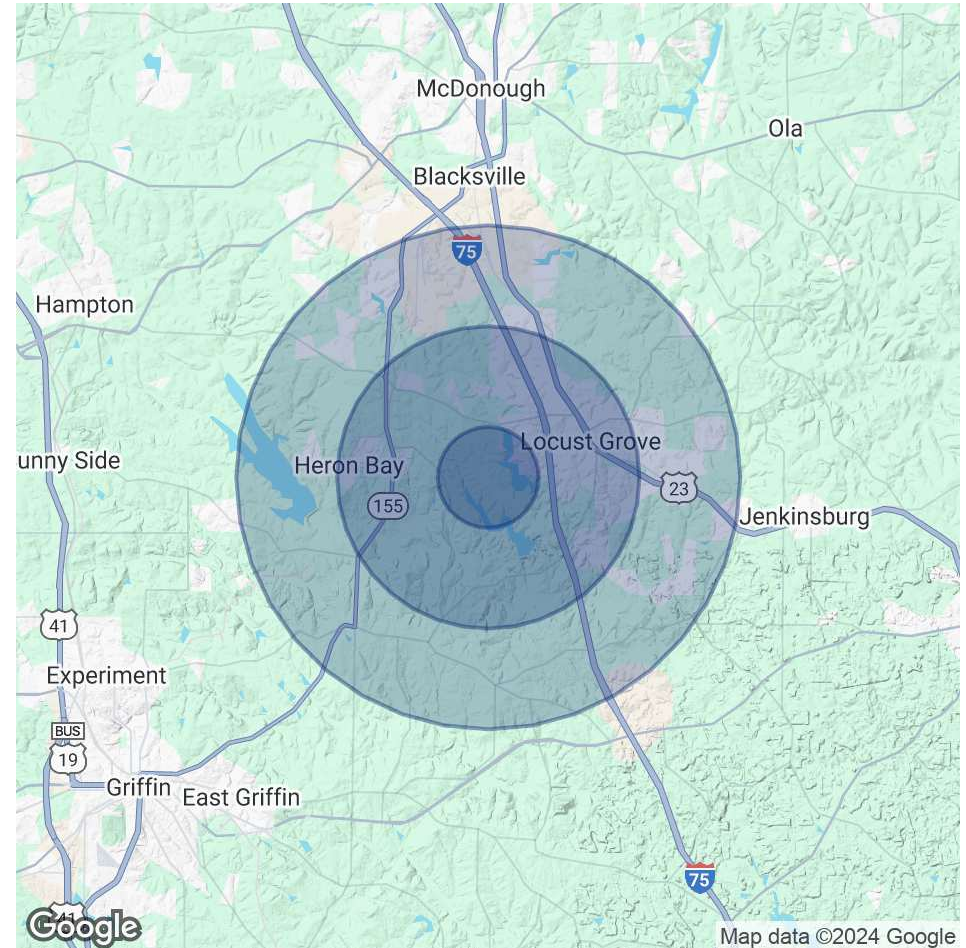 McDonough
Ola
Blacksville
75
Hampton
Locust Grove
unny Side
Heron Bay
23
155
Jenkinsburg
41
Experiment
BUS
19
Griffin
East Griffin
75
41
Google
Map data ©2024 Google